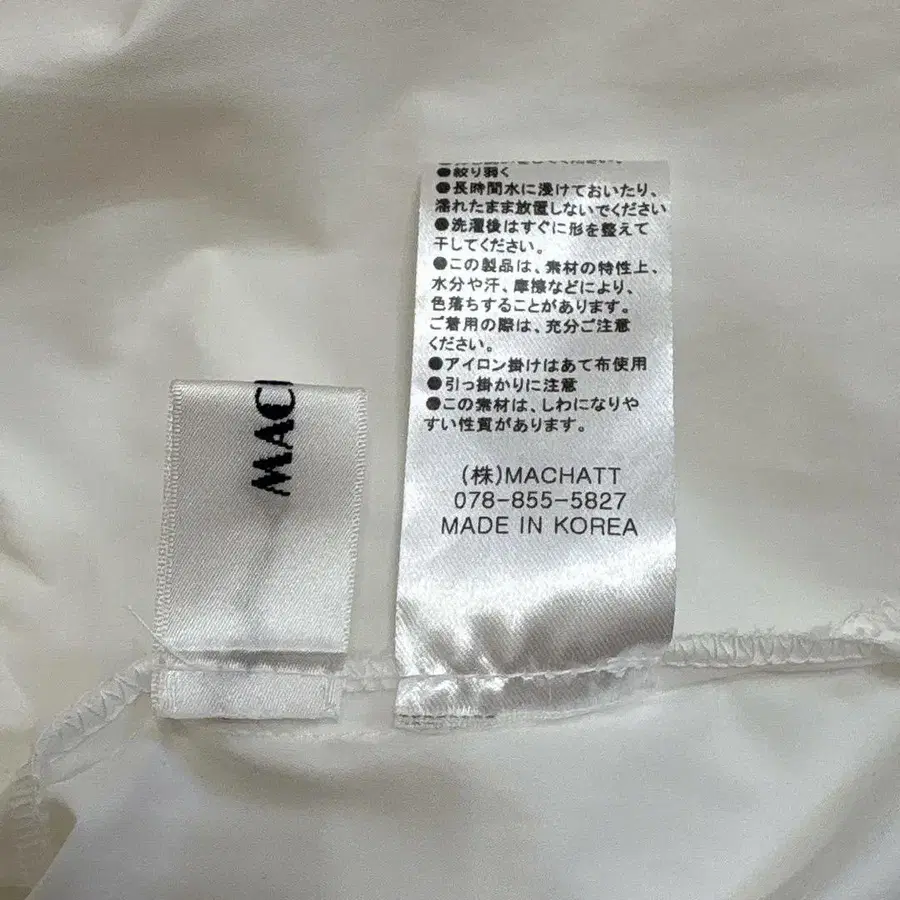 MAC
●絞り弱く
●長時間水に浸けておいたり、
濡れたまま放置しないでください
●洗濯後はすぐに形を整えて
干してください。
●この製品は、素材の特性上、
水分や汗、摩擦などにより、
色落ちすることがあります。
ご着用の際は、充分ご注意
ください。
●アイロン掛けはあて布使用
●引っ掛かりに注意
●この素材は、しわになりや
すい性質があります。
(株)MACHATT
078-855-5827
MADE IN KOREA